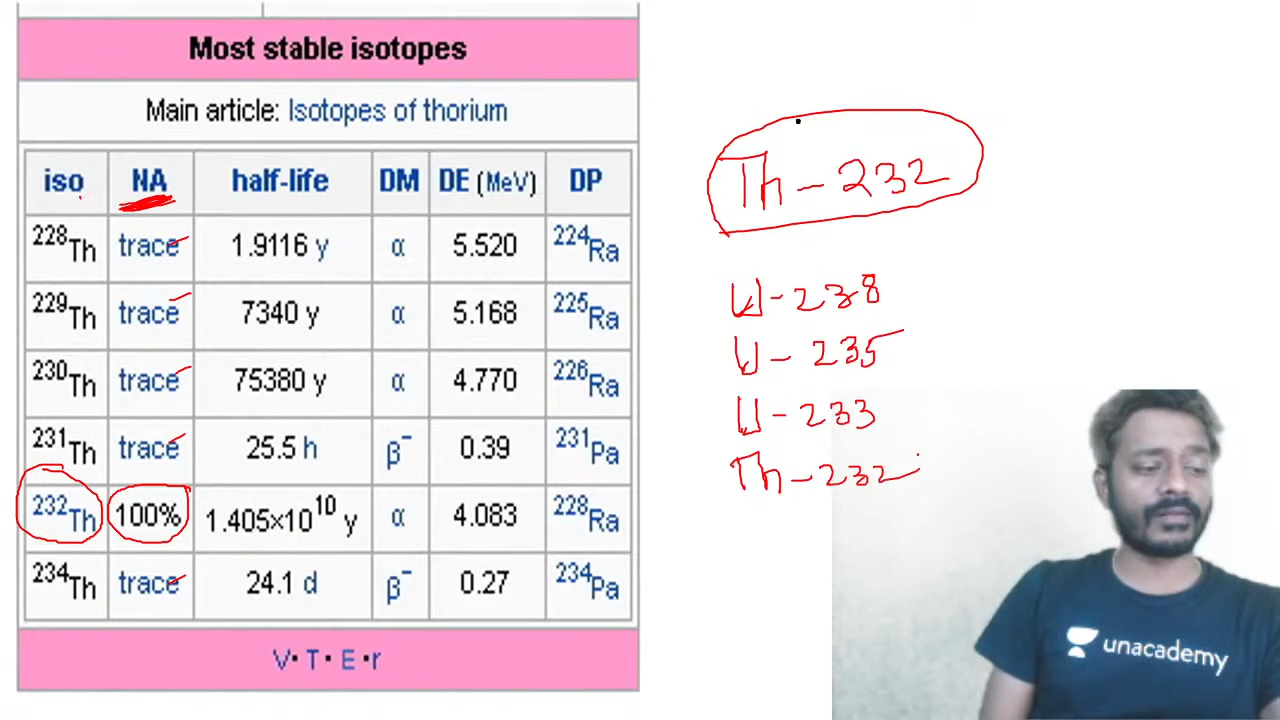 Most stable isotopes
Main article: Isotopes of thorium
iso NA half-life DM DE (MeV) DP
²²⁸Th trace 1.9116 y α 5.520 ²²⁴Ra
²²⁹Th trace 7340 y α 5.168 ²²⁵Ra
²³⁰Th trace 75380 y α 4.770 ²²⁶Ra
²³¹Th trace 25.5 h β⁻ 0.39 ²³¹Pa
²³²Th 100% 1.405×10¹⁰ y α 4.083 ²²⁸Ra
²³⁴Th trace 24.1 d β⁻ 0.27 ²³⁴Pa
V · T · E · r
Th - 232
U - 238
U - 235
U - 233
Th - 232
unacademy